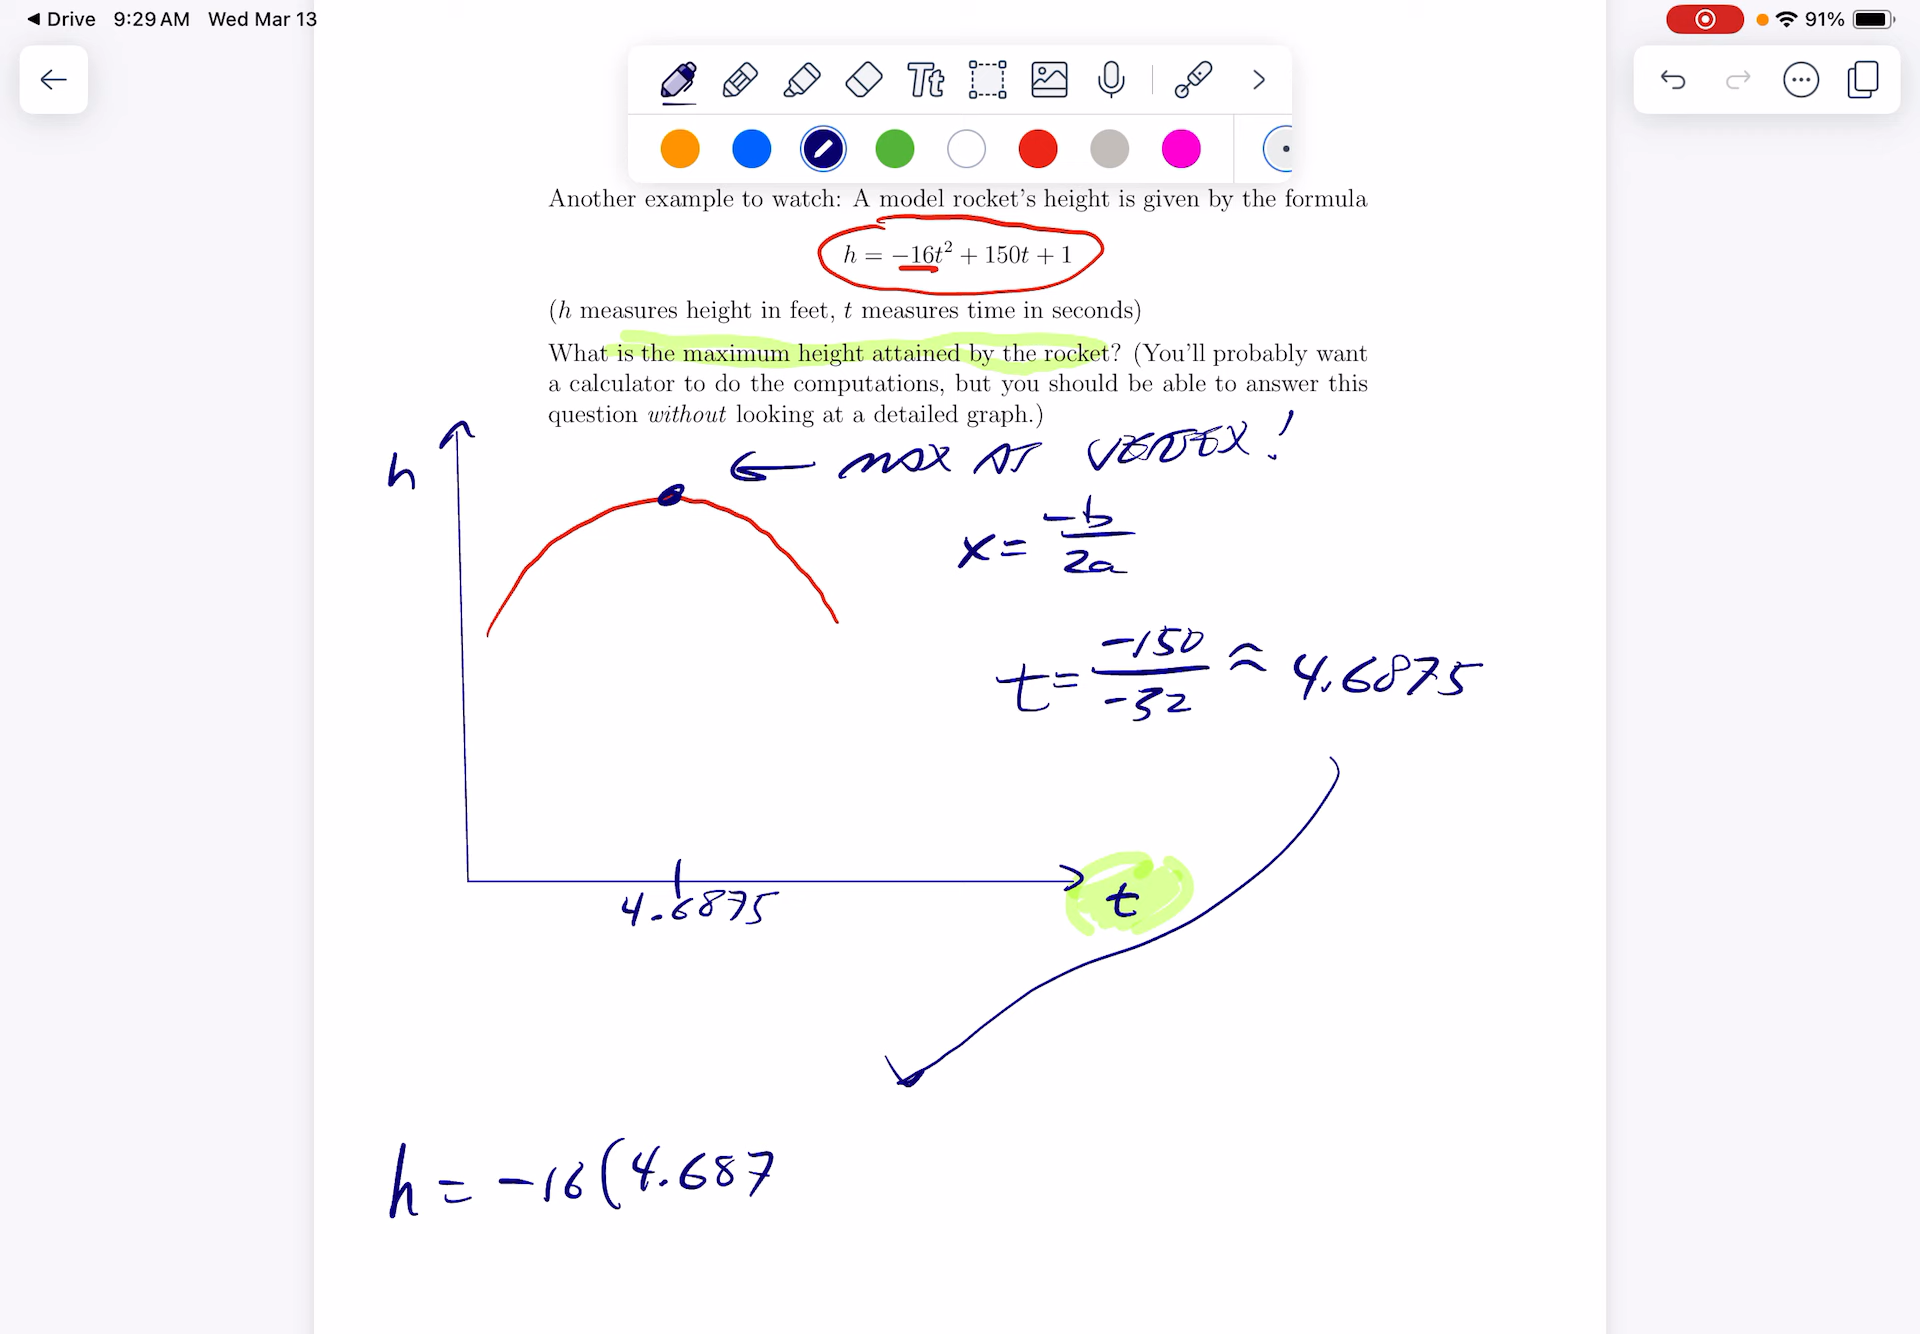 Drive 9:29 AM Wed Mar 13
91%
Tt
Another example to watch: A model rocket's height is given by the formula
h = −16t² + 150t + 1
(h measures height in feet, t measures time in seconds)
What is the maximum height attained by the rocket? (You'll probably want
a calculator to do the computations, but you should be able to answer this
question without looking at a detailed graph.)
h
← MAX AT VERTEX!
x = -b/2a
t = -150/-32 ≈ 4.6875
4.6875
t
h = -16(4.687